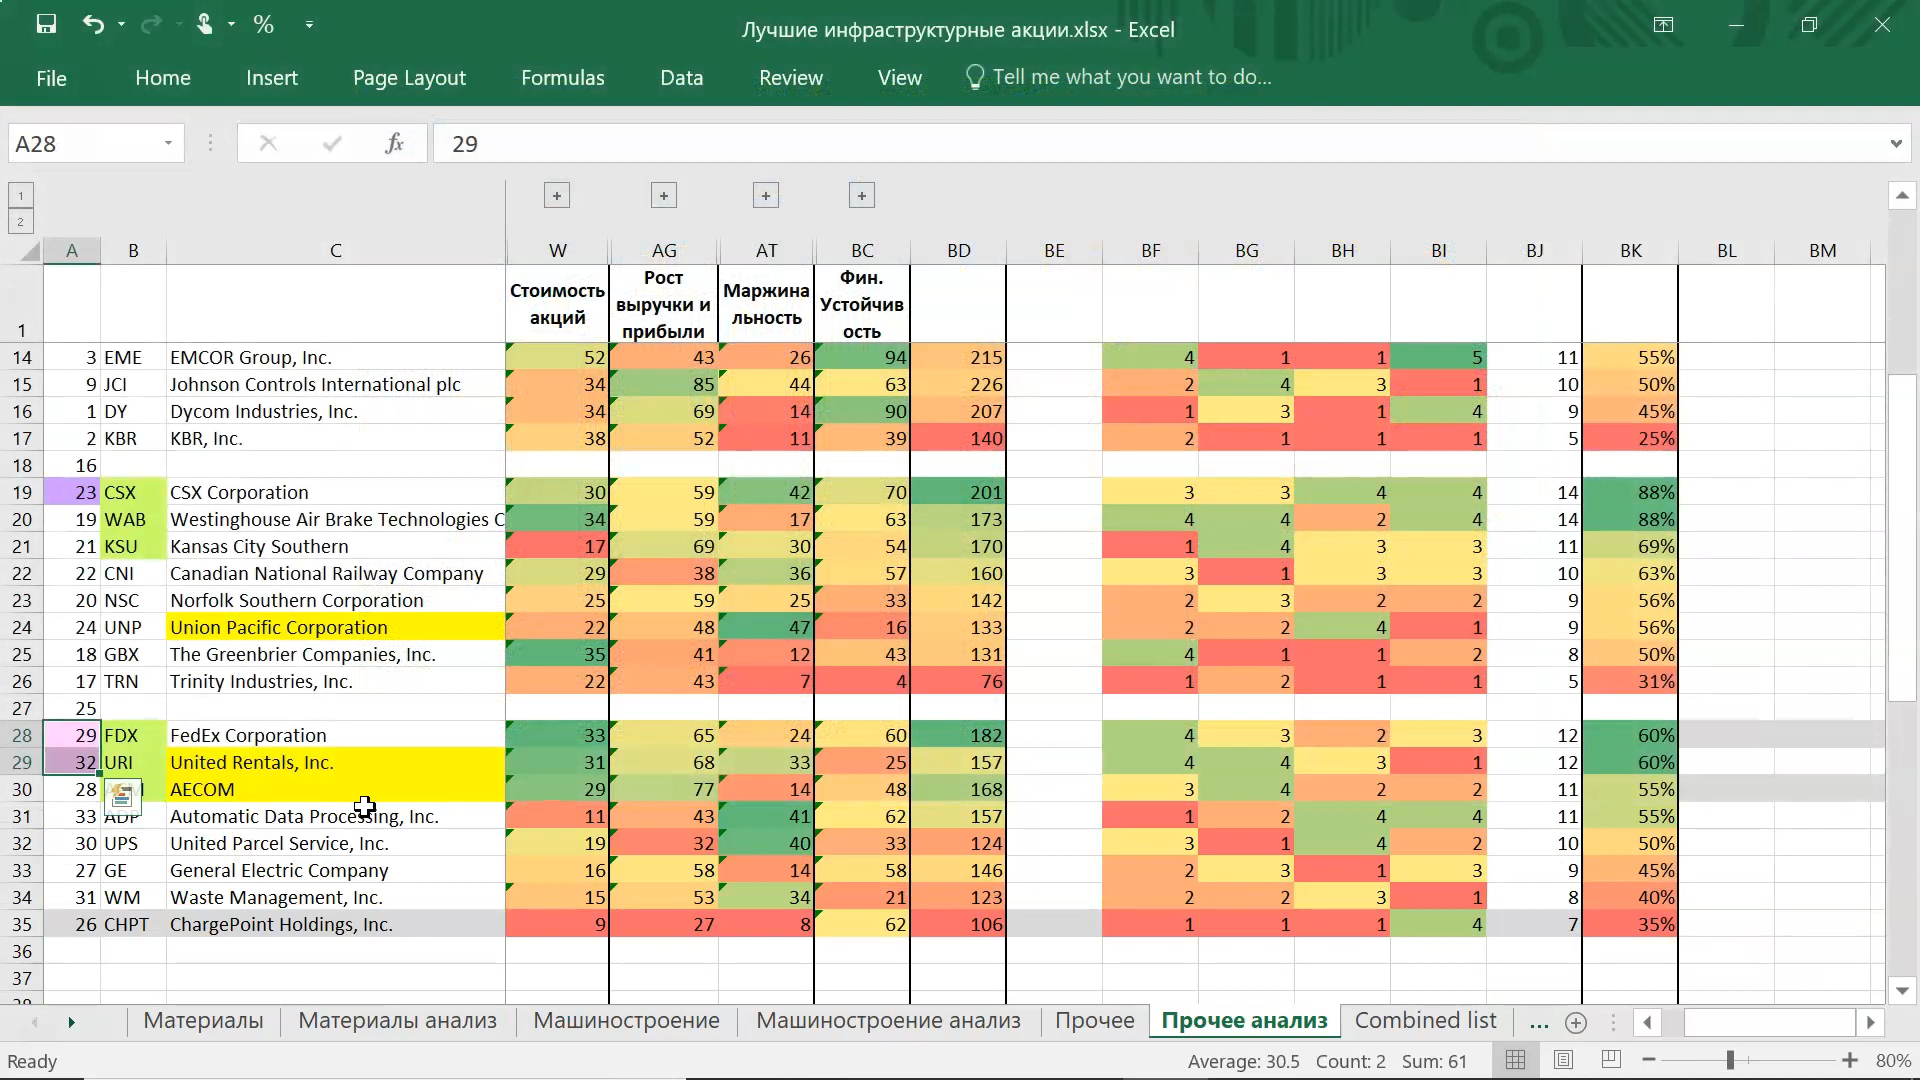 Лучшие инфраструктурные акции.xlsx - Excel
File Home Insert Page Layout Formulas Data Review View Tell me what you want to do...
A28 fx 29
1
2
A B C W AG AT BC BD BE BF BG BH BI BJ BK BL BM
1 Стоимость акций Рост выручки и прибыли Маржинальность Фин. Устойчивость
14 3 EME EMCOR Group, Inc. 52 43 26 94 215 4 1 1 5 11 55%
15 9 JCI Johnson Controls International plc 34 85 44 63 226 2 4 3 1 10 50%
16 1 DY Dycom Industries, Inc. 34 69 14 90 207 1 3 1 4 9 45%
17 2 KBR KBR, Inc. 38 52 11 39 140 2 1 1 1 5 25%
18 16
19 23 CSX CSX Corporation 30 59 42 70 201 3 3 4 4 14 88%
20 19 WAB Westinghouse Air Brake Technologies C 34 59 17 63 173 4 4 2 4 14 88%
21 21 KSU Kansas City Southern 17 69 30 54 170 1 4 3 3 11 69%
22 22 CNI Canadian National Railway Company 29 38 36 57 160 3 1 3 3 10 63%
23 20 NSC Norfolk Southern Corporation 25 59 25 33 142 2 3 2 2 9 56%
24 24 UNP Union Pacific Corporation 22 48 47 16 133 2 2 4 1 9 56%
25 18 GBX The Greenbrier Companies, Inc. 35 41 12 43 131 4 1 1 2 8 50%
26 17 TRN Trinity Industries, Inc. 22 43 7 4 76 1 2 1 1 5 31%
27 25
28 29 FDX FedEx Corporation 33 65 24 60 182 4 3 2 3 12 60%
29 32 URI United Rentals, Inc. 31 68 33 25 157 4 4 3 1 12 60%
30 28 AECOM 29 77 14 48 168 3 4 2 2 11 55%
31 33 ADP Automatic Data Processing, Inc. 11 43 41 62 157 1 2 4 4 11 55%
32 30 UPS United Parcel Service, Inc. 19 32 40 33 124 3 1 4 2 10 50%
33 27 GE General Electric Company 16 58 14 58 146 2 3 1 3 9 45%
34 31 WM Waste Management, Inc. 15 53 34 21 123 2 2 3 1 8 40%
35 26 CHPT ChargePoint Holdings, Inc. 9 27 8 62 106 1 1 1 4 7 35%
36
37
Материалы Материалы анализ Машиностроение Машиностроение анализ Прочее Прочее анализ Combined list ...
Ready Average: 30.5 Count: 2 Sum: 61 80%